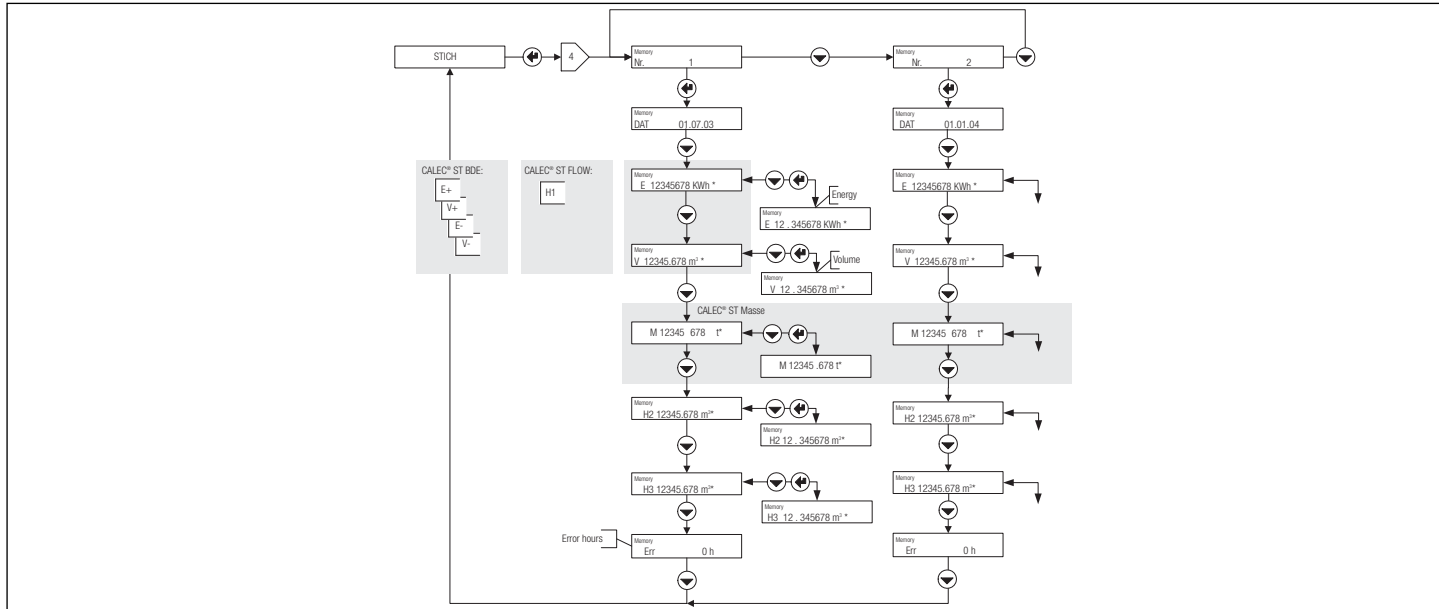 STICH
4
Memory
Nr. 1
Memory
Nr. 2
Memory
DAT 01.07.03
Memory
DAT 01.01.04
CALEC® ST BDE:
E+
V+
E-
V-
CALEC® ST FLOW:
H1
Memory
E 12345678 KWh *
Energy
Memory
E 12 . 345678 KWh *
Memory
E 12345678 KWh *
Memory
V 12345.678 m³ *
Volume
Memory
V 12 . 345678 m³ *
Memory
V 12345.678 m³ *
CALEC® ST Masse
M 12345 678 t*
M 12345 .678 t*
M 12345 678 t*
Memory
H2 12345.678 m³*
Memory
H2 12 . 345678 m³*
Memory
H2 12345.678 m³*
Memory
H3 12345.678 m³*
Memory
H3 12 . 345678 m³ *
Memory
H3 12345.678 m³*
Error hours
Memory
Err 0 h
Memory
Err 0 h